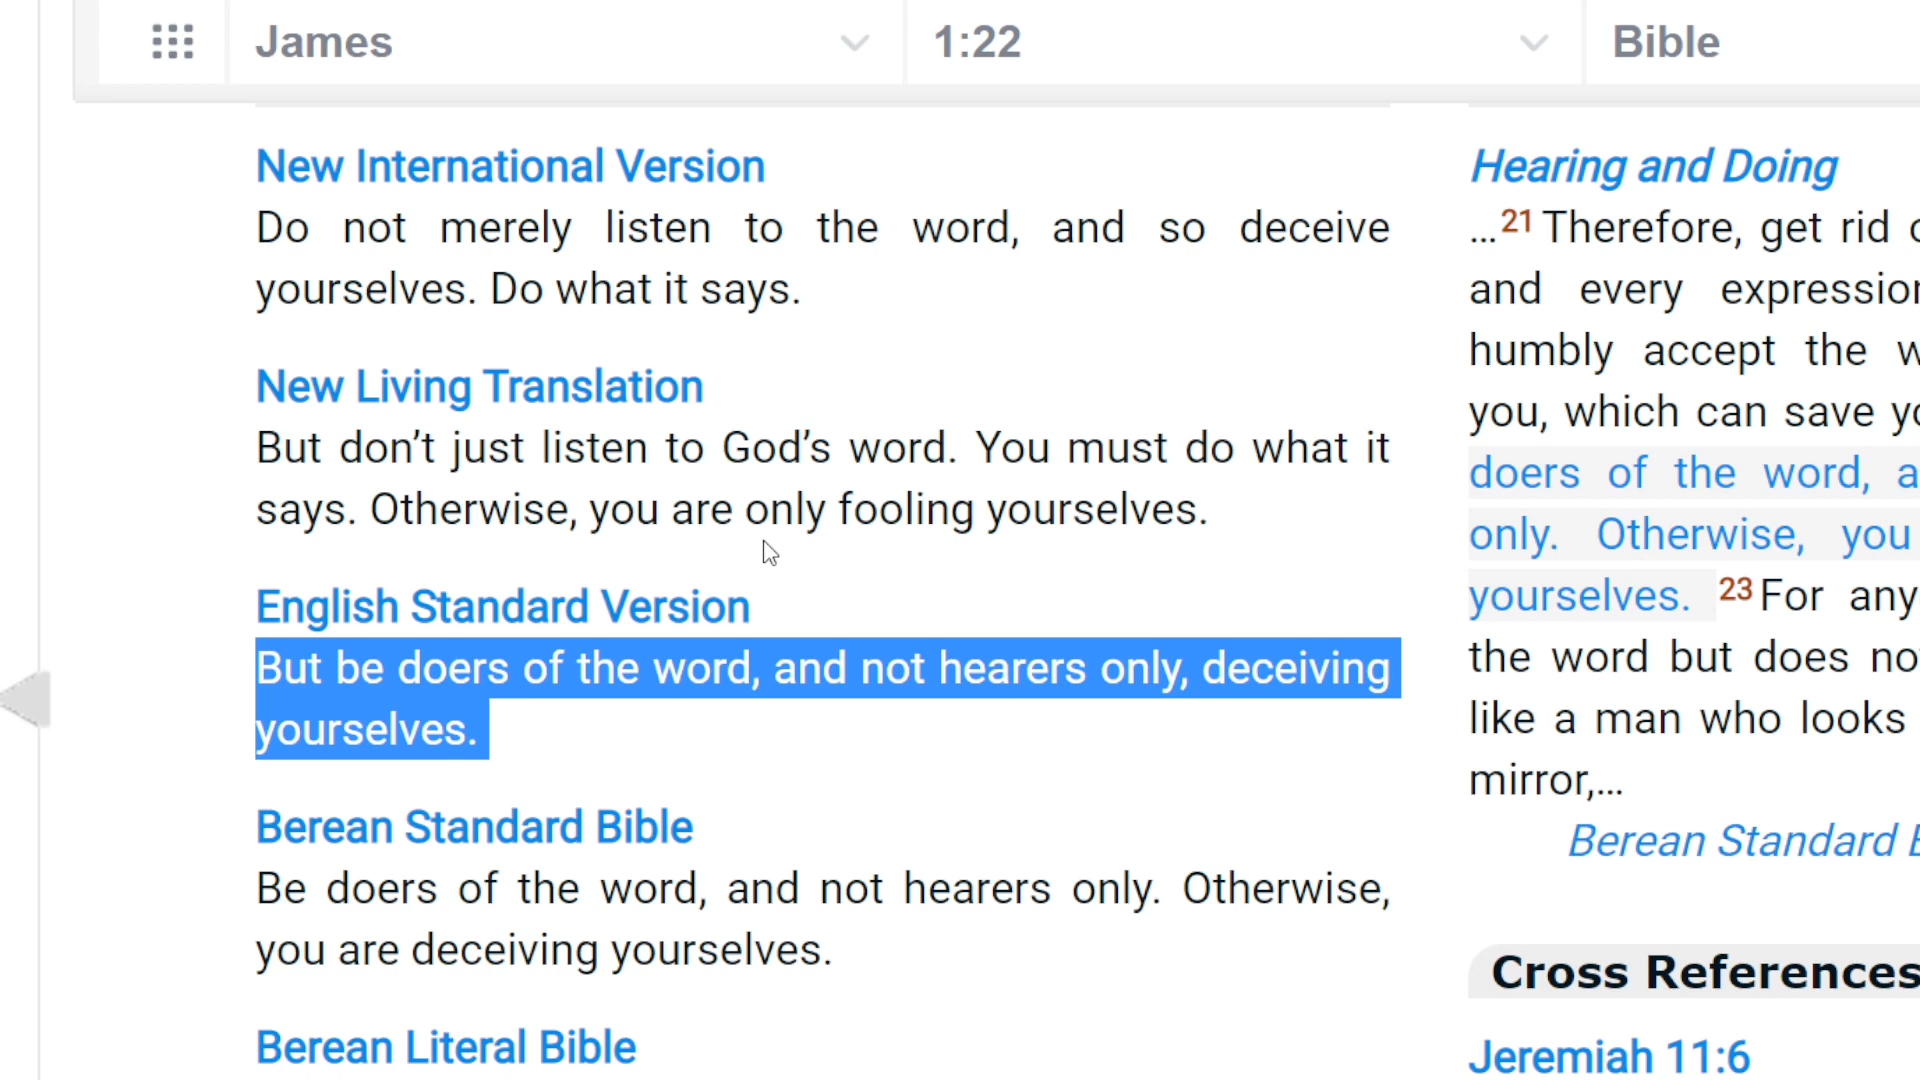 James
1:22
Bible
New International Version
Do not merely listen to the word, and so deceive
yourselves. Do what it says.
New Living Translation
But don’t just listen to God’s word. You must do what it
says. Otherwise, you are only fooling yourselves.
English Standard Version
But be doers of the word, and not hearers only, deceiving
yourselves.
Berean Standard Bible
Be doers of the word, and not hearers only. Otherwise,
you are deceiving yourselves.
Berean Literal Bible
Hearing and Doing
...21 Therefore, get rid
and every
humbly accept the
you, which can save
doers of the word,
only. Otherwise, you
yourselves. 23 For any
the word but does
like a man who looks
mirror,...
Berean Standard
Cross References
Jeremiah 11:6